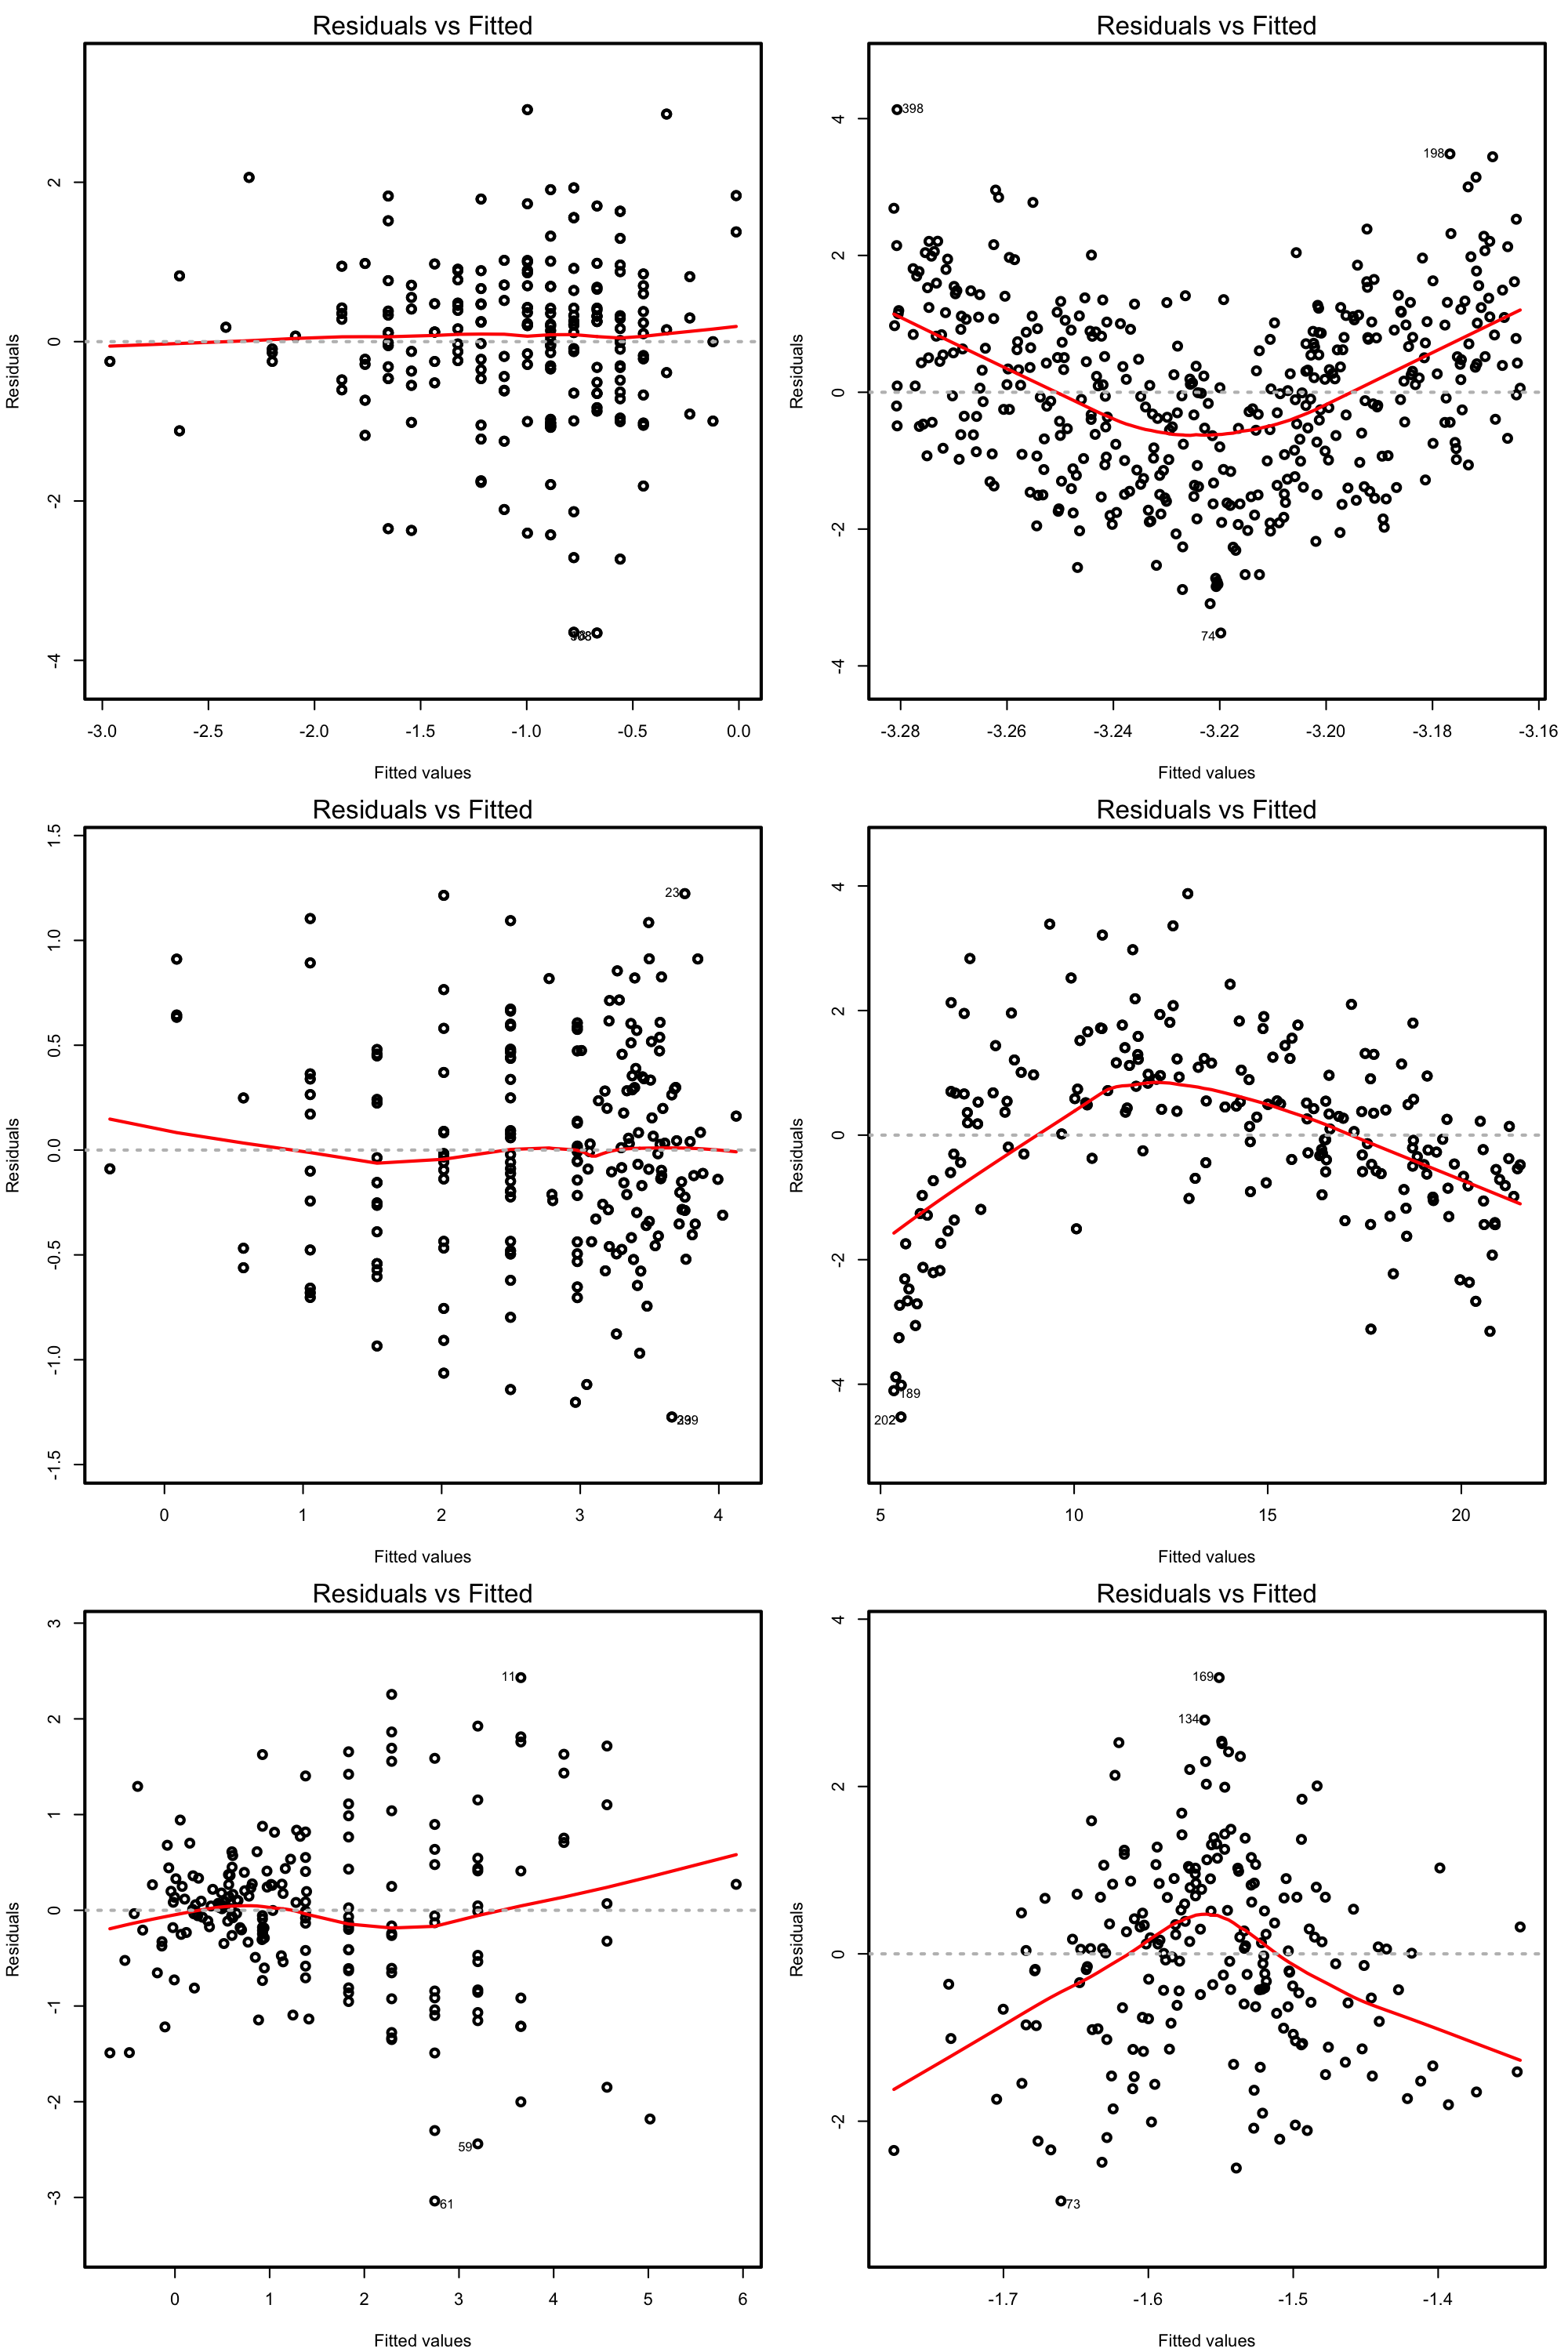 Residuals vs Fitted
Residuals
2
0
-2
-4
-3.0 -2.5 -2.0 -1.5 -1.0 -0.5 0.0
Fitted values
Residuals vs Fitted
Residuals
398
198
74
4
2
0
-2
-4
-3.28 -3.26 -3.24 -3.22 -3.20 -3.18 -3.16
Fitted values
Residuals vs Fitted
Residuals
23
1.5
1.0
0.5
0.0
-0.5
-1.0
-1.5
0 1 2 3 4
Fitted values
Residuals vs Fitted
Residuals
4
2
0
-2
-4
189
202
5 10 15 20
Fitted values
Residuals vs Fitted
Residuals
3
2
1
0
-1
-2
-3
11
59
61
0 1 2 3 4 5 6
Fitted values
Residuals vs Fitted
Residuals
4
2
0
-2
169
134
73
-1.7 -1.6 -1.5 -1.4
Fitted values